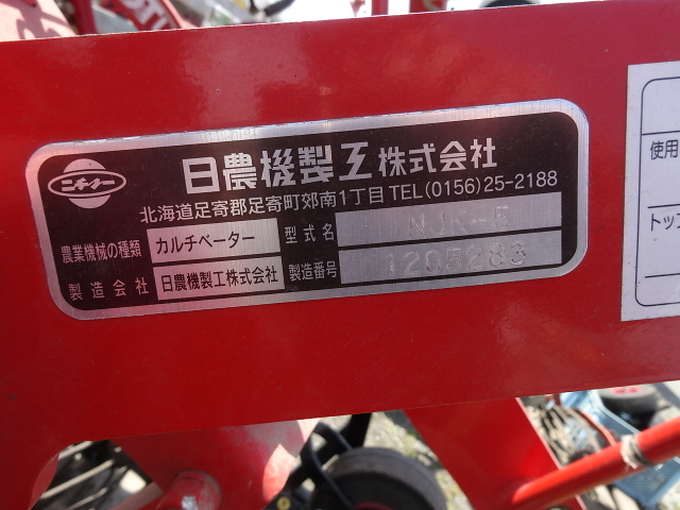 ニチノー
日農機製工株式会社
北海道足寄郡足寄町郊南1丁目 TEL(0156)25-2188
農業機械の種類 カルチベーター 型式名 NJK-5
製造会社 日農機製工株式会社 製造番号 1205283
使用
トップ